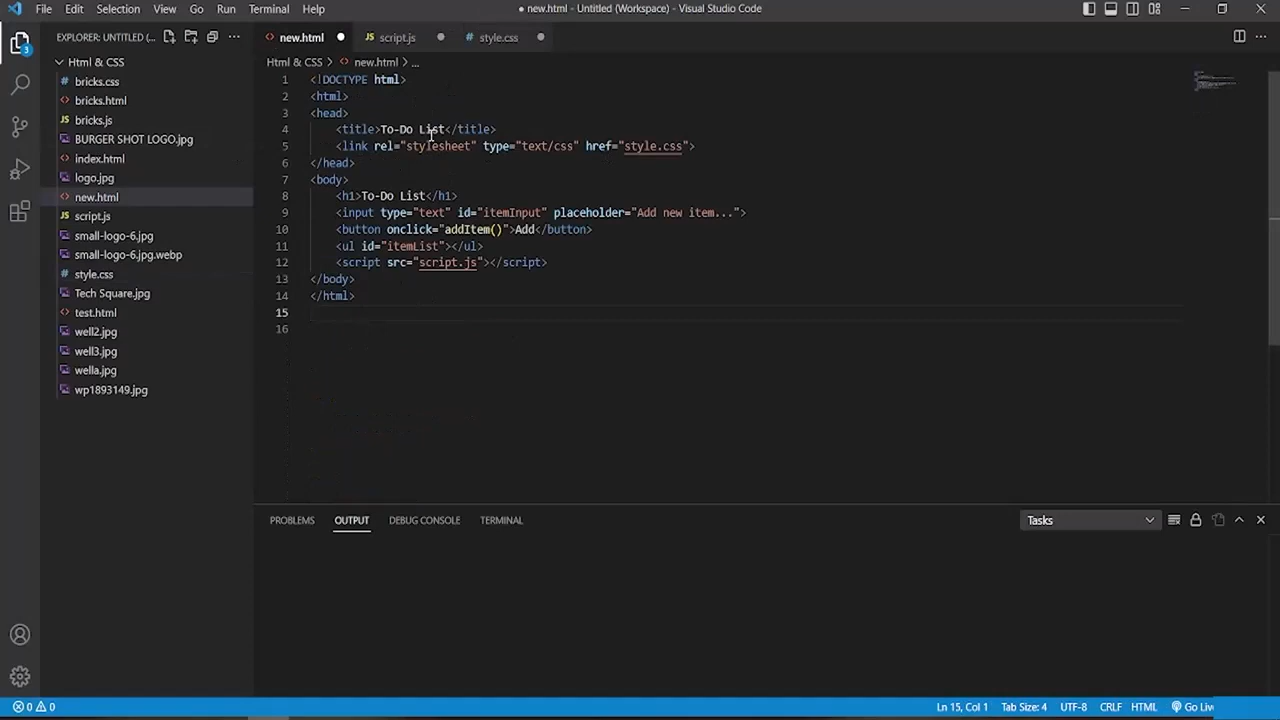 File Edit Selection View Go Run Terminal Help
● new.html - Untitled (Workspace) - Visual Studio Code
EXPLORER: UNTITLED (...
new.html
script.js
style.css
3
Html & CSS
bricks.css
bricks.html
bricks.js
BURGER SHOT LOGO.jpg
index.html
logo.jpg
new.html
script.js
small-logo-6.jpg
small-logo-6.jpg.webp
style.css
Tech Square.jpg
test.html
well2.jpg
well3.jpg
wella.jpg
wp1893149.jpg
Html & CSS > <> new.html > ...
1 <!DOCTYPE html>
2 <html>
3 <head>
4 <title>To-Do List</title>
5 <link rel="stylesheet" type="text/css" href="style.css">
6 </head>
7 <body>
8 <h1>To-Do List</h1>
9 <input type="text" id="itemInput" placeholder="Add new item...">
10 <button onclick="addItem()">Add</button>
11 <ul id="itemList"></ul>
12 <script src="script.js"></script>
13 </body>
14 </html>
15
16
PROBLEMS OUTPUT DEBUG CONSOLE TERMINAL
Tasks
0 0
Ln 15, Col 1 Tab Size: 4 UTF-8 CRLF HTML Go Liv